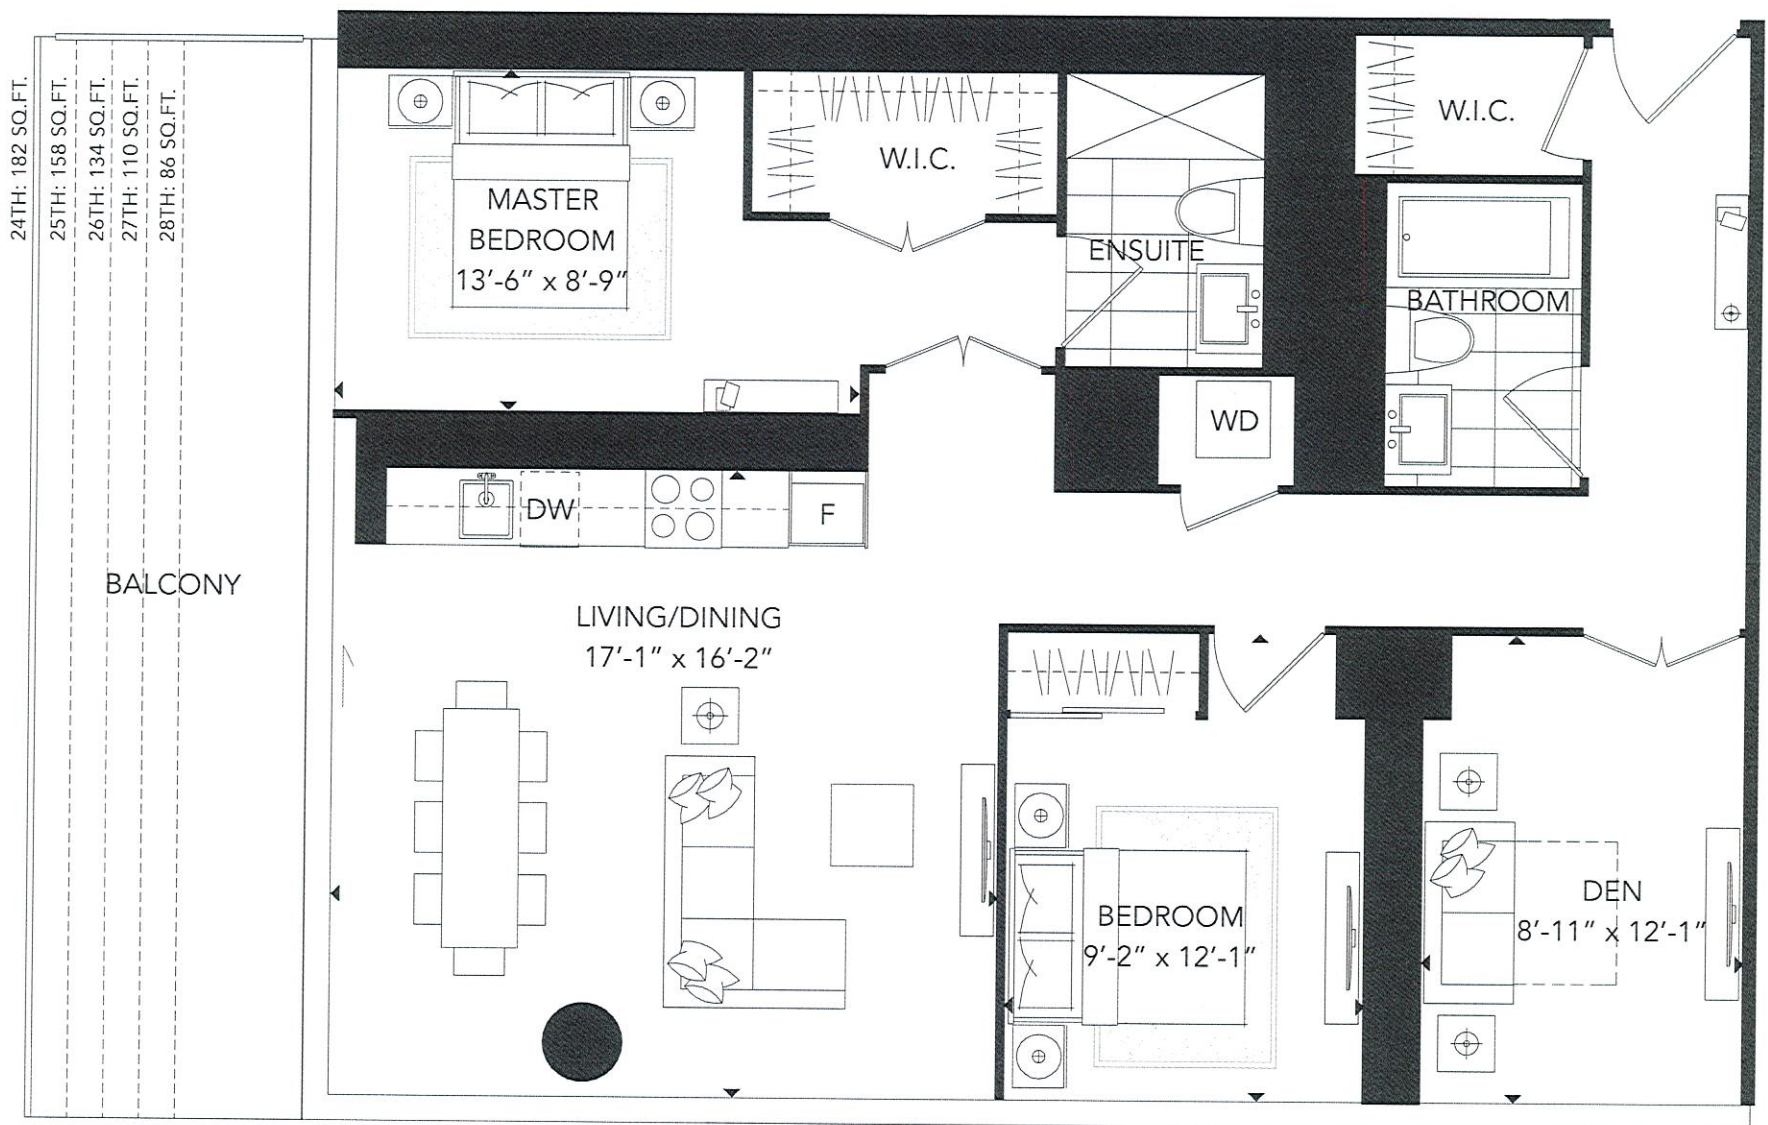 24TH: 182 SQ.FT.
25TH: 158 SQ.FT.
26TH: 134 SQ.FT.
27TH: 110 SQ.FT.
28TH: 86 SQ.FT.
BALCONY
MASTER
BEDROOM
13'-6" x 8'-9"
W.I.C.
ENSUITE
W.I.C.
BATHROOM
WD
DW
F
LIVING/DINING
17'-1" x 16'-2"
BEDROOM
9'-2" x 12'-1"
DEN
8'-11" x 12'-1"